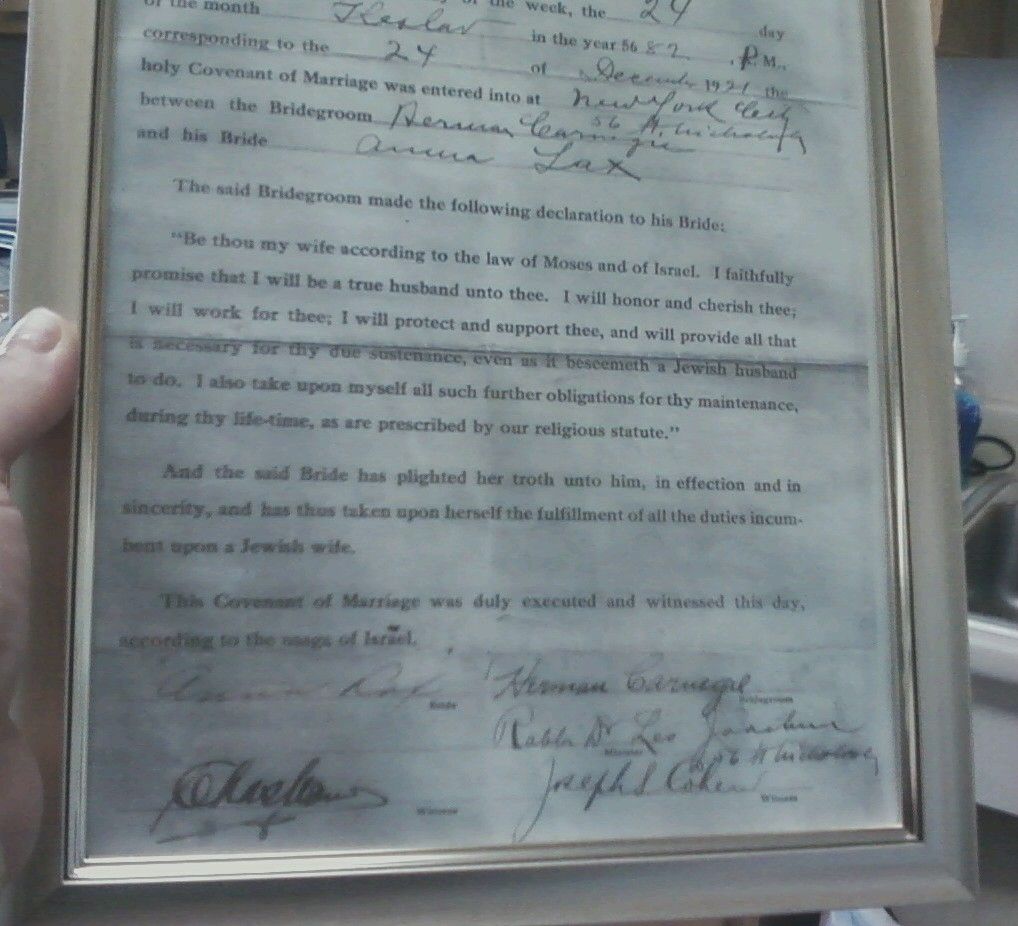 of the week, the 24 day
of the month Keslav in the year 5682 P.M.,
corresponding to the 24 of December 1921 the
holy Covenant of Marriage was entered into at New York City
56 St. Nicholas
between the Bridegroom Herman Carnegie
and his Bride Anna Lax
The said Bridegroom made the following declaration to his Bride:
"Be thou my wife according to the law of Moses and of Israel. I faithfully
promise that I will be a true husband unto thee. I will honor and cherish thee;
I will work for thee; I will protect and support thee, and will provide all that
is necessary for thy due sustenance, even as it beseemeth a Jewish husband
to do. I also take upon myself all such further obligations for thy maintenance,
during thy life-time, as are prescribed by our religious statute."
And the said Bride has plighted her troth unto him, in effection and in
sincerity, and has thus taken upon herself the fulfillment of all the duties incum-
bent upon a Jewish wife.
This Covenant of Marriage was duly executed and witnessed this day,
according to the usage of Israel.
Anna Lax Herman Carnegie
Bride Bridegroom
Rabbi Dr Leo
Minister 56 St Nicholas
Joseph S Cohen
Witness Witness